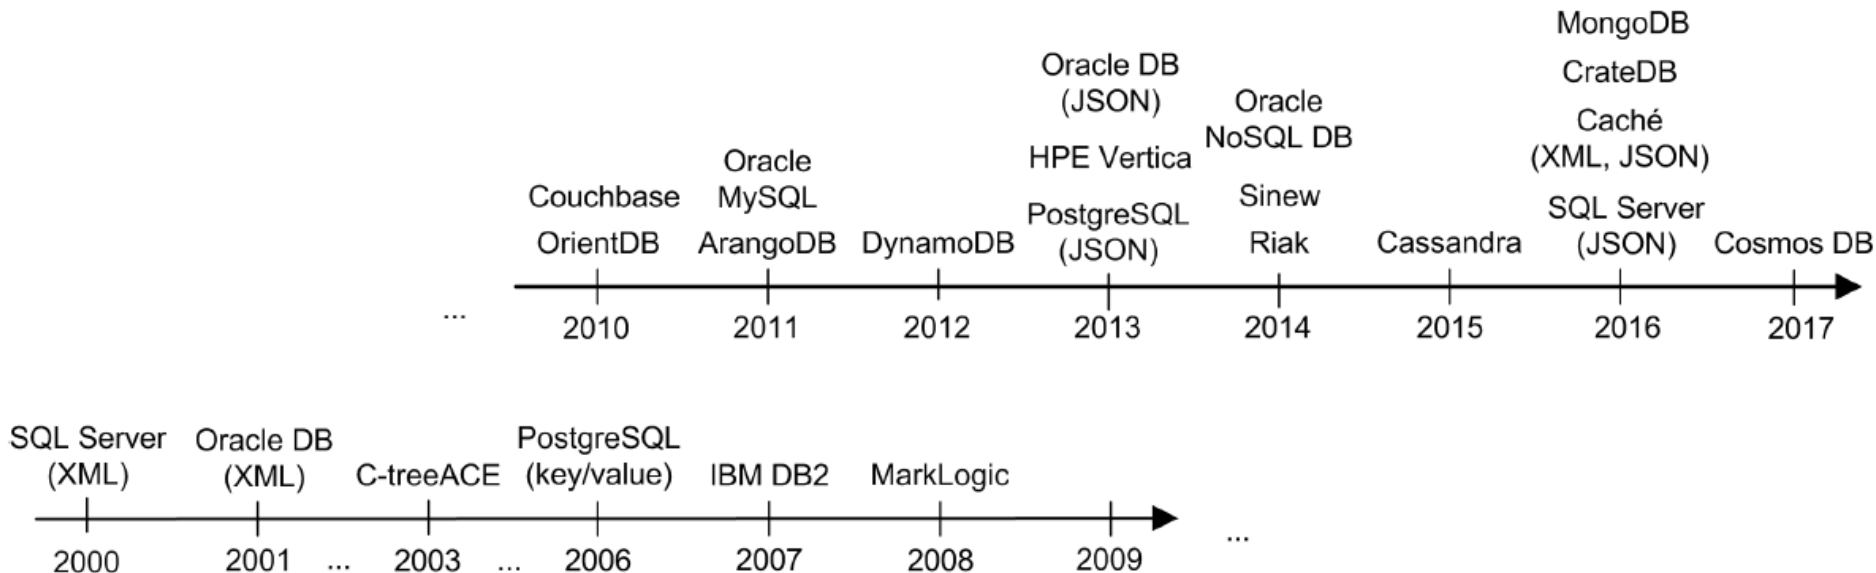 MongoDB
CrateDB
Caché
(XML, JSON)
SQL Server
(JSON)
Oracle DB
(JSON)
HPE Vertica
PostgreSQL
(JSON)
Oracle
NoSQL DB
Sinew
Riak
Oracle
MySQL
ArangoDB
Couchbase
OrientDB
DynamoDB
Cassandra
Cosmos DB
... 2010 2011 2012 2013 2014 2015 2016 2017
SQL Server
(XML)
Oracle DB
(XML)
C-treeACE
PostgreSQL
(key/value)
IBM DB2
MarkLogic
2000 2001 ... 2003 ... 2006 2007 2008 2009 ...